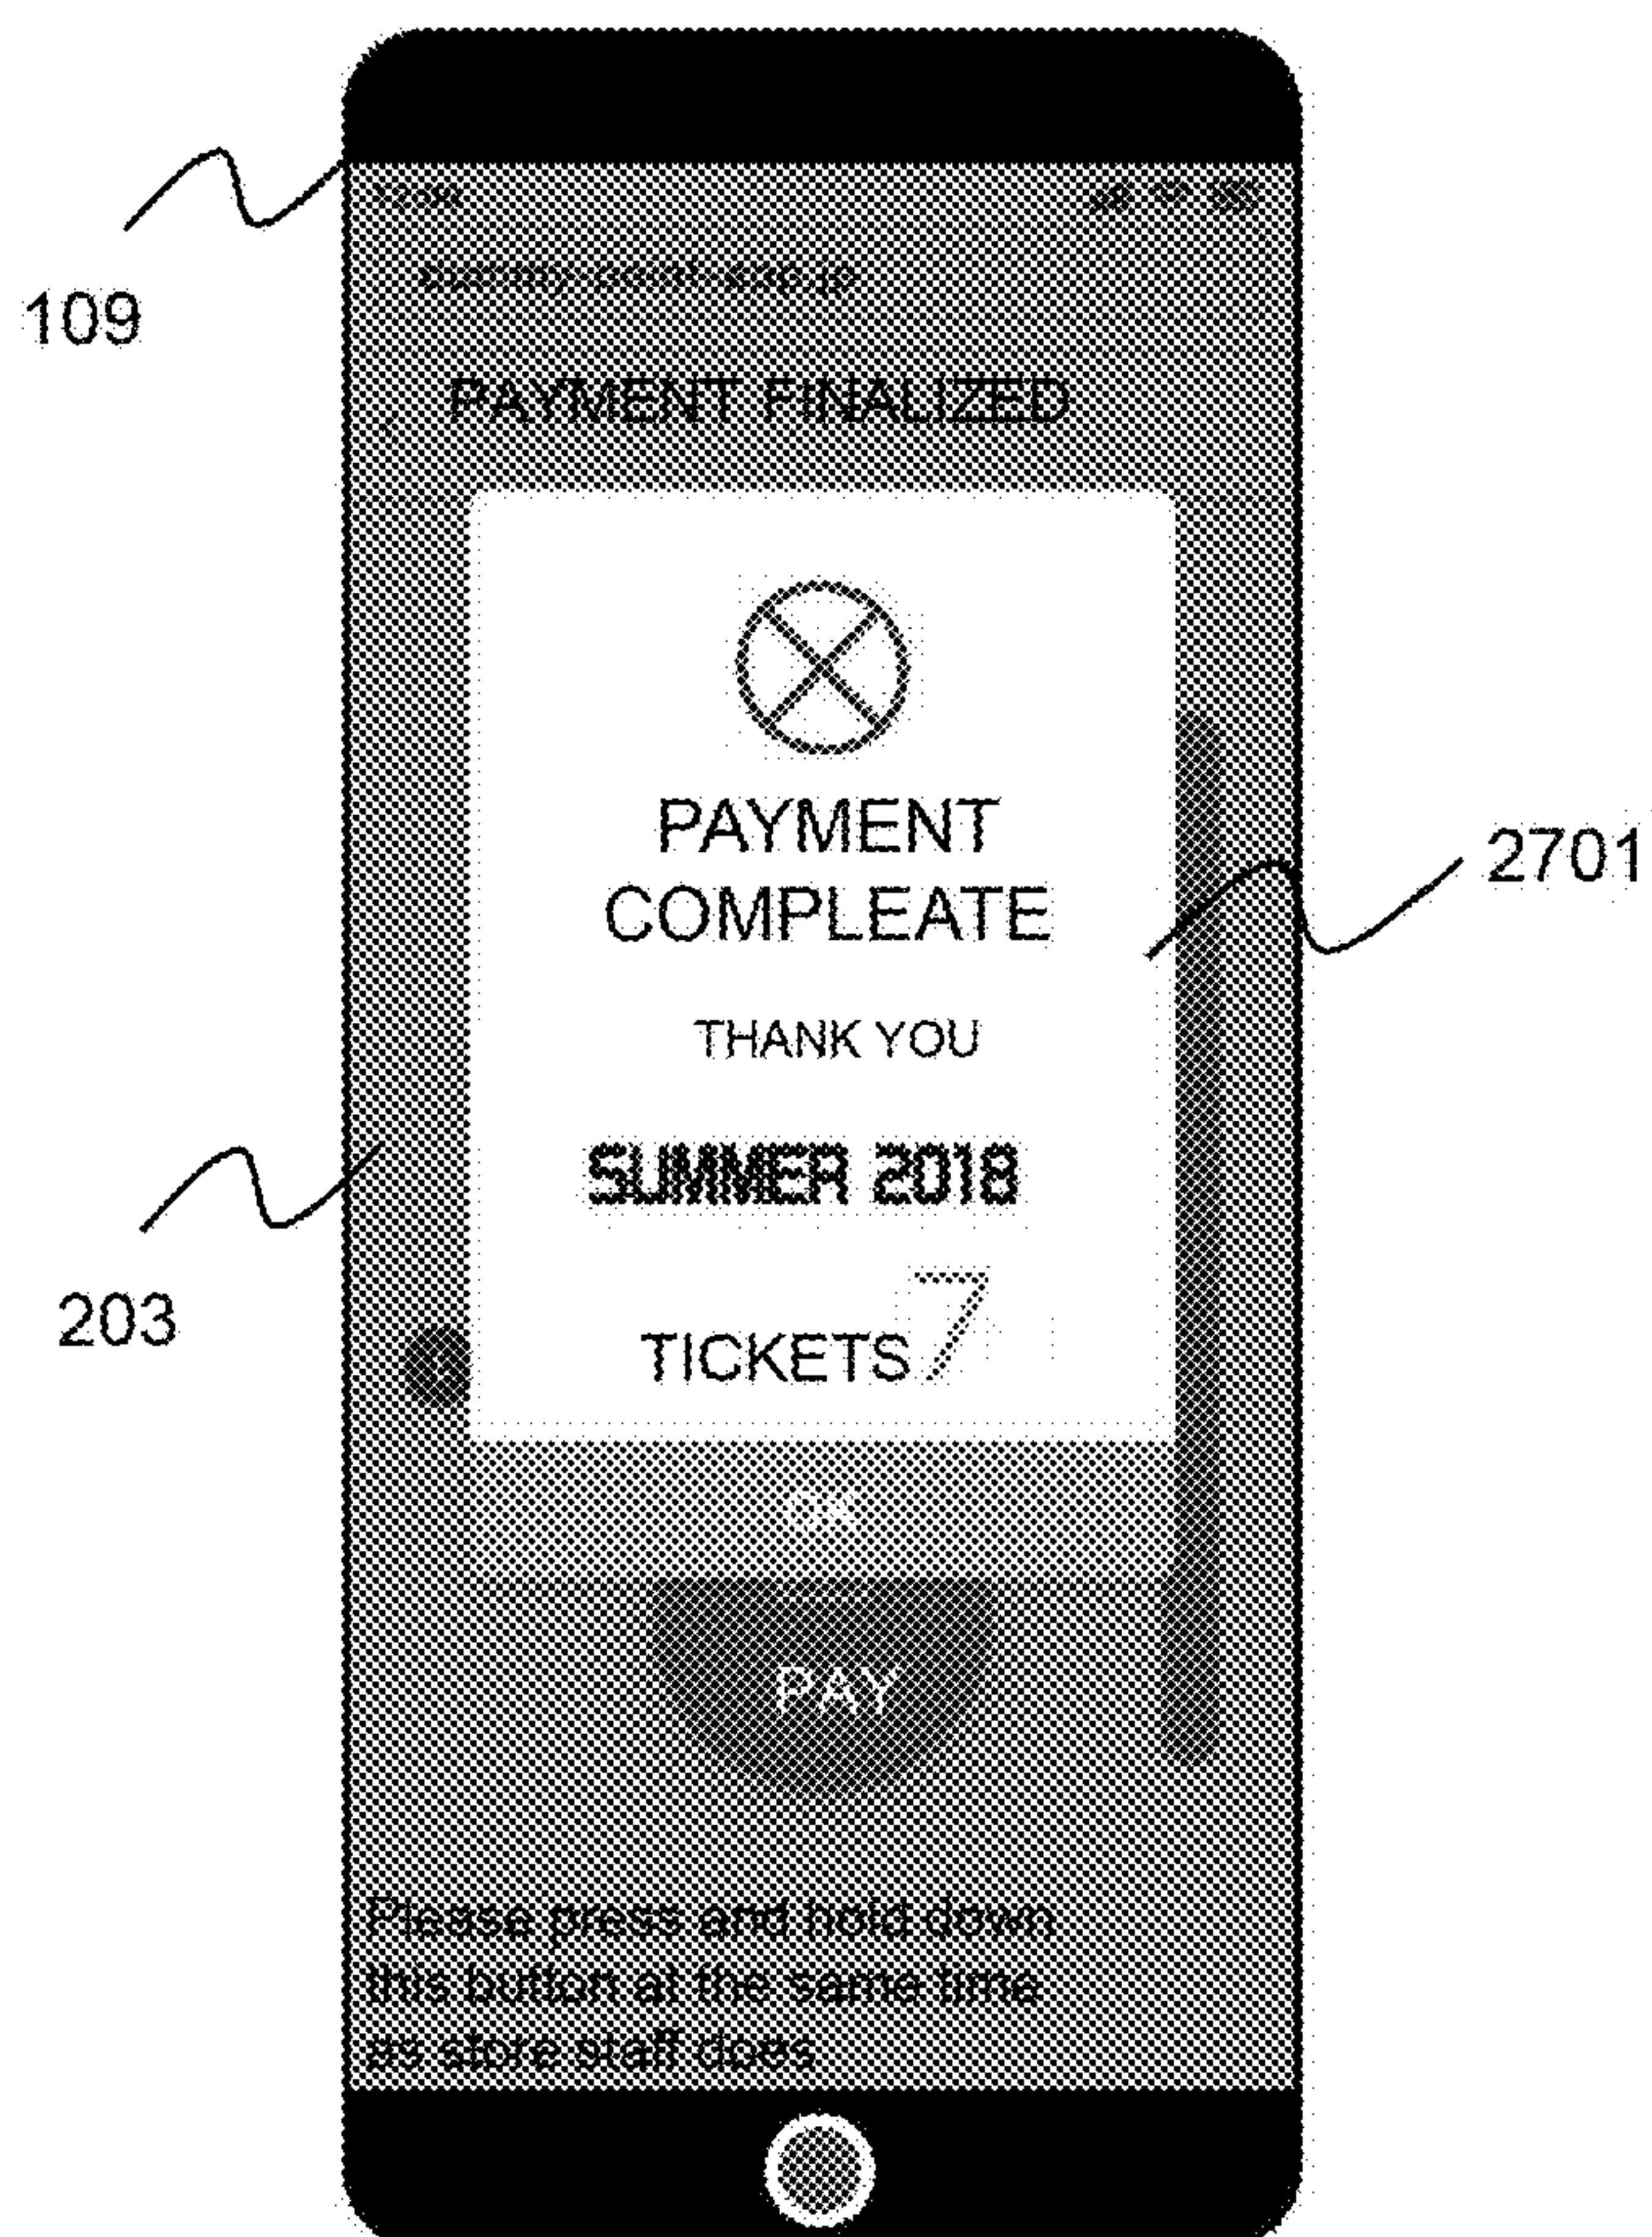 109
PAYMENT FINALIZED
PAYMENT
COMPLEATE
2701
THANK YOU
SUMMER 2018
203
TICKETS 7
OK
PAY
Please press and hold down
this button at the same time
as store staff does